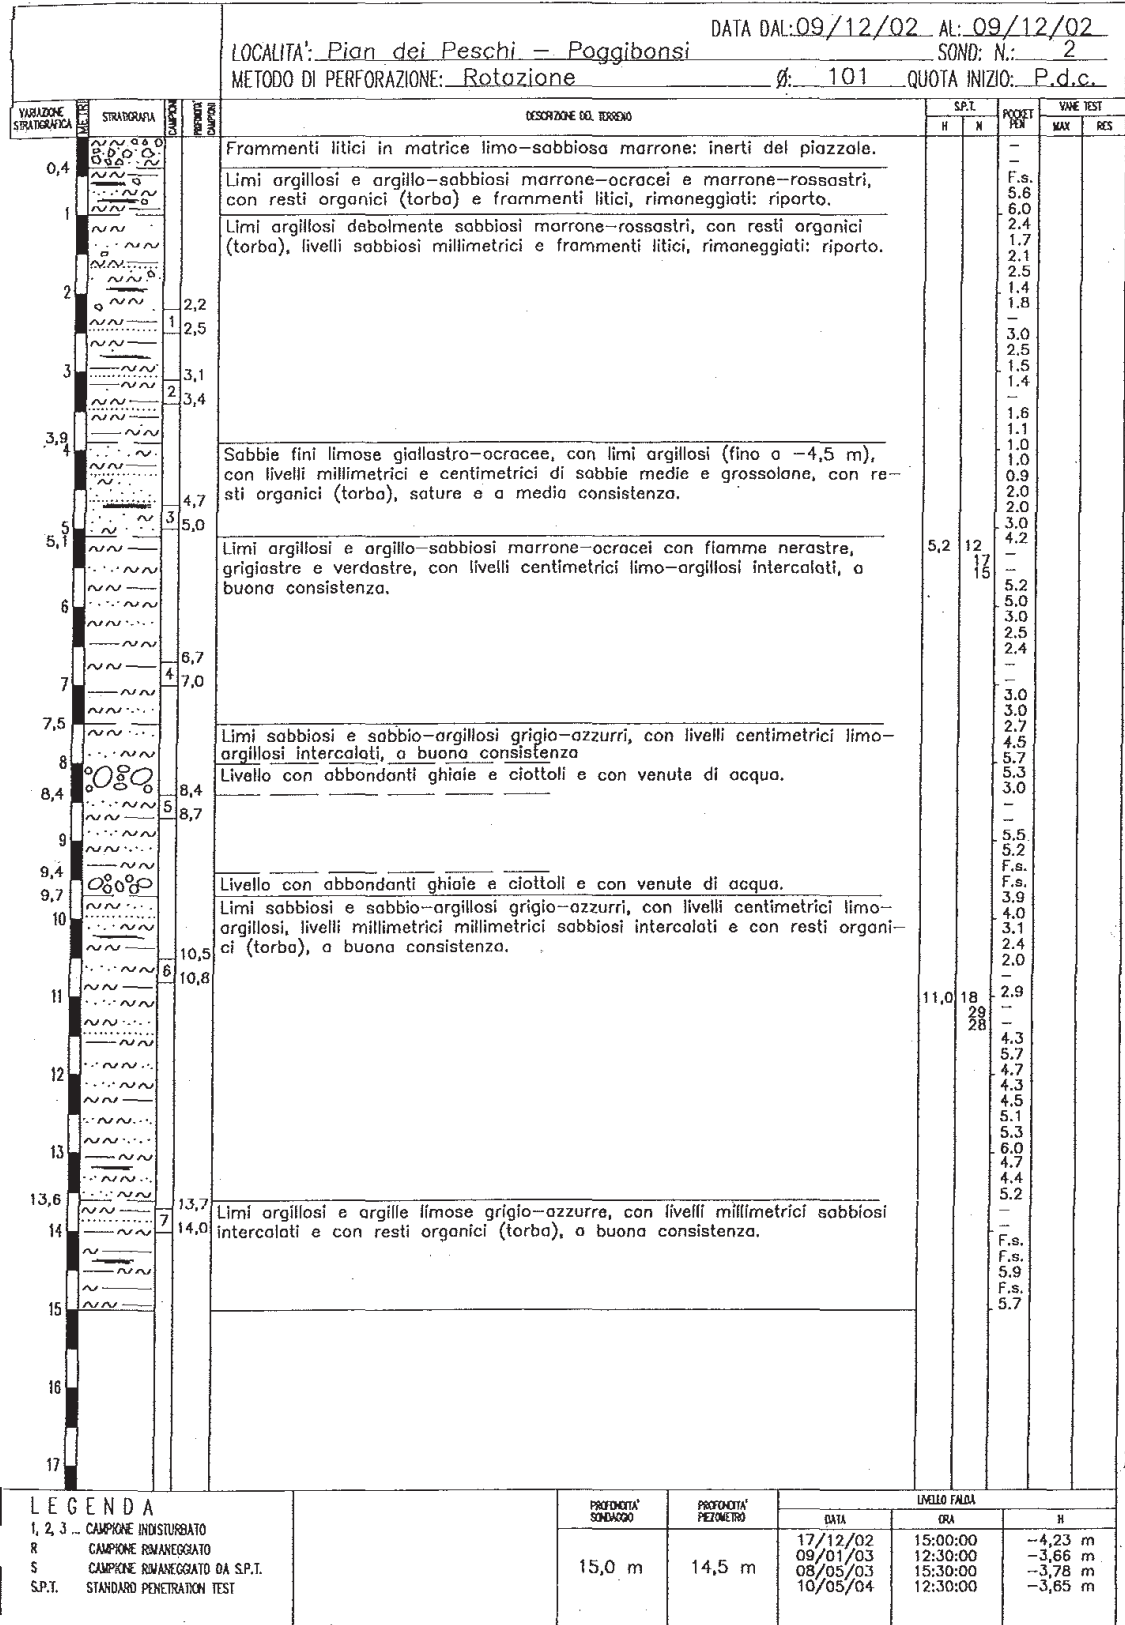 DATA DAL: 09/12/02 AL: 09/12/02
LOCALITA': Pian dei Peschi - Poggibonsi SOND: N.: 2
METODO DI PERFORAZIONE: Rotazione Ø: 101 QUOTA INIZIO: P.d.c.
VARIAZIONE STRATIGRAFICA METRI STRATIGRAFIA CAMPIONI PROFONDITA' CAMPIONI DESCRIZIONE DEL TERRENO S.P.T. POCKET PEN VANE TEST
H N MAX RES
Frammenti litici in matrice limo-sabbiosa marrone: inerti del piazzale.
–
–
0,4
Limi argillosi e argillo-sabbiosi marrone-ocracei e marrone-rossastri, F.s.
con resti organici (torba) e frammenti litici, rimaneggiati: riporto. 5.6
6.0
1
Limi argillosi debolmente sabbiosi marrone-rossastri, con resti organici 2.4
(torba), livelli sabbiosi millimetrici e frammenti litici, rimaneggiati: riporto. 1.7
2.1
2.5
2 1.4
2,2 1.8
1 –
2,5 3.0
2.5
3 3,1 1.5
2 1.4
3,4 –
1.6
1.1
3,9 1.0
4
Sabbie fini limose giallastro-ocracee, con limi argillosi (fino a -4,5 m), 1.0
con livelli millimetrici e centimetrici di sabbie medie e grossolane, con re- 0.9
sti organici (torba), sature e a media consistenza. 2.0
4,7 2.0
3
5 5,0 3.0
5,1 4.2
Limi argillosi e argillo-sabbiosi marrone-ocracei con fiamme nerastre, 5,2 12 –
grigiastre e verdastre, con livelli centimetrici limo-argillosi intercalati, a 17 –
15
buona consistenza. 5.2
6 5.0
3.0
2.5
6,7 2.4
4 –
7 7,0 –
3.0
3.0
7,5 2.7
Limi sabbiosi e sabbio-argillosi grigio-azzurri, con livelli centimetrici limo- 4.5
argillosi intercalati, a buona consistenza 5.7
8
Livello con abbondanti ghiaie e ciottoli e con venute di acqua. 5.3
8,4 8,4 3.0
5 –
8,7 –
9 5.5
5.2
9,4 F.s.
Livello con abbondanti ghiaie e ciottoli e con venute di acqua. F.s.
9,7 3.9
Limi sabbiosi e sabbio-argillosi grigio-azzurri, con livelli centimetrici limo- 4.0
10
argillosi, livelli millimetrici millimetrici sabbiosi intercalati e con resti organi- 3.1
ci (torba), a buona consistenza. 2.4
10,5 2.0
6 –
10,8
11 11,0 18 2.9
29 –
28 –
4.3
5.7
12 4.7
4.3
4.5
5.1
5.3
13 6.0
4.7
4.4
13,6 5.2
13,7 –
Limi argillosi e argille limose grigio-azzurre, con livelli millimetrici sabbiosi
7 –
14 14,0
intercalati e con resti organici (torba), a buona consistenza.
F.s.
F.s.
5.9
F.s.
15 5.7
16
17
LEGENDA
1, 2, 3 ... CAMPIONE INDISTURBATO
R CAMPIONE RIMANEGGIATO
S CAMPIONE RIMANEGGIATO DA S.P.T.
S.P.T. STANDARD PENETRATION TEST
PROFONDITA' SONDAGGIO
15,0 m
PROFONDITA' PIEZOMETRO
14,5 m
LIVELLO FALDA
DATA ORA H
17/12/02 15:00:00 -4,23 m
09/01/03 12:30:00 -3,66 m
08/05/03 15:30:00 -3,78 m
10/05/04 12:30:00 -3,65 m